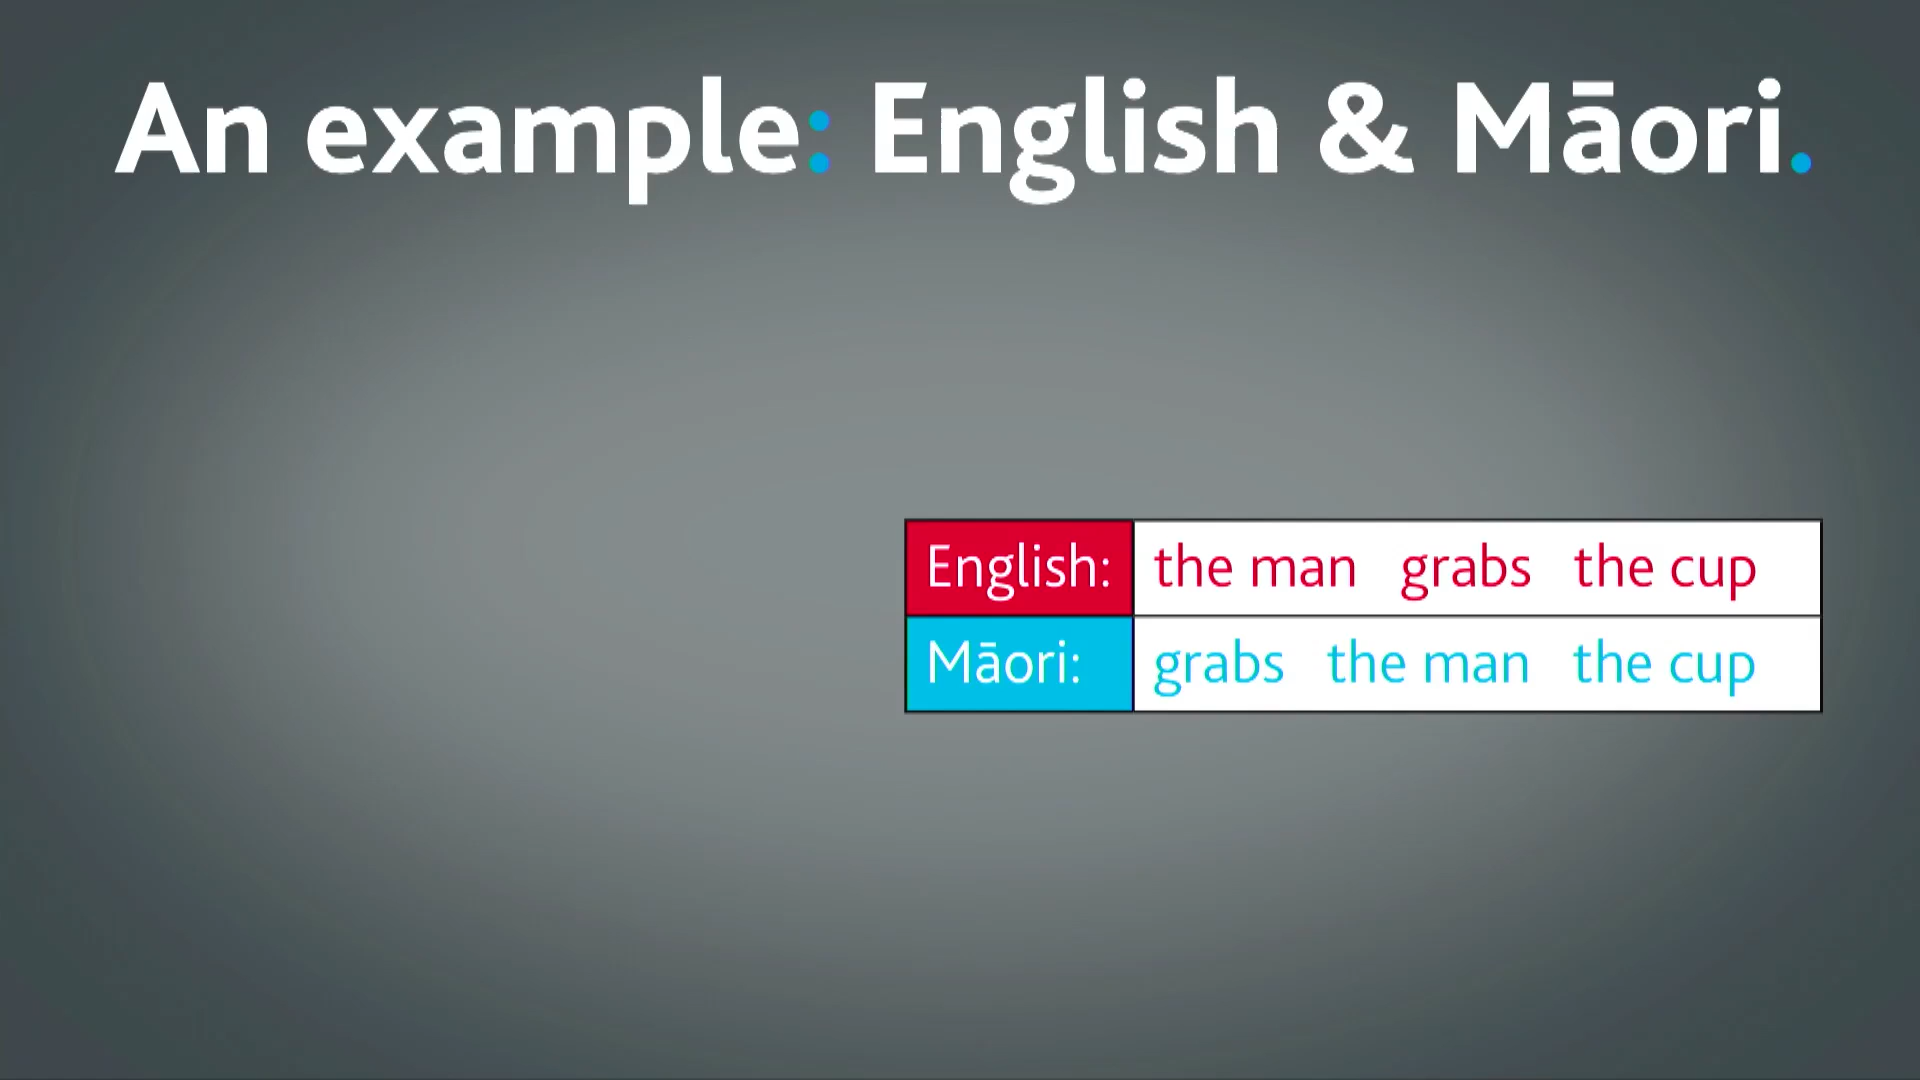 An example: English & Māori.
English: the man grabs the cup
Māori: grabs the man the cup